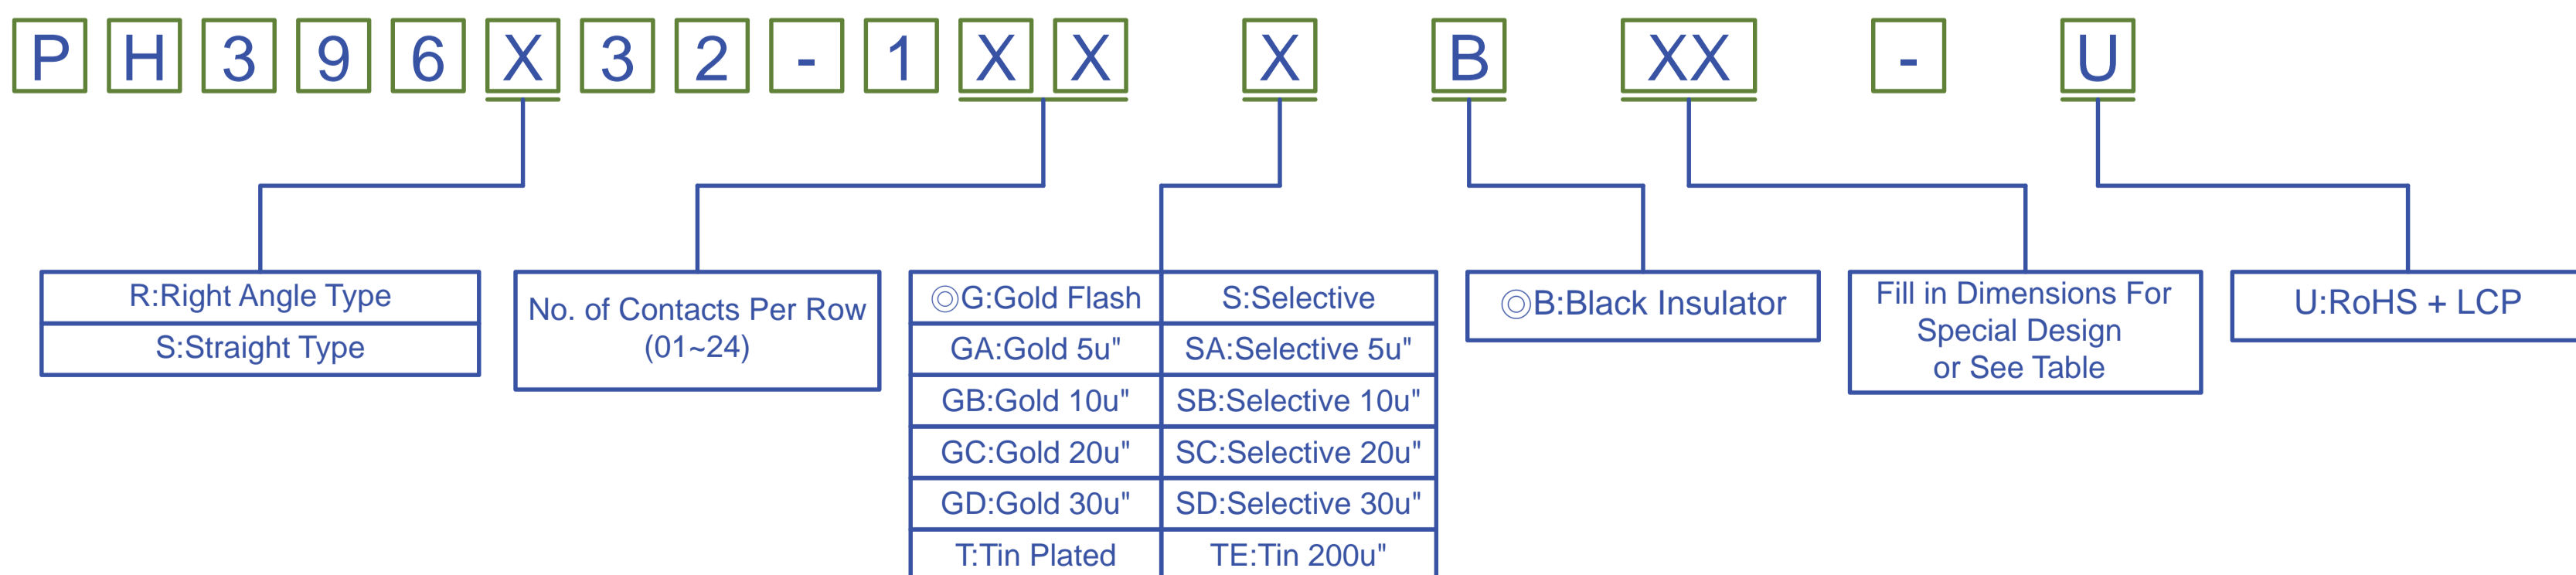 P H 3 9 6 X 3 2 - 1 X X X B XX - U
R:Right Angle Type
S:Straight Type
No. of Contacts Per Row
(01~24)
◎G:Gold Flash S:Selective
GA:Gold 5u" SA:Selective 5u"
GB:Gold 10u" SB:Selective 10u"
GC:Gold 20u" SC:Selective 20u"
GD:Gold 30u" SD:Selective 30u"
T:Tin Plated TE:Tin 200u"
◎B:Black Insulator
Fill in Dimensions For
Special Design
or See Table
U:RoHS + LCP